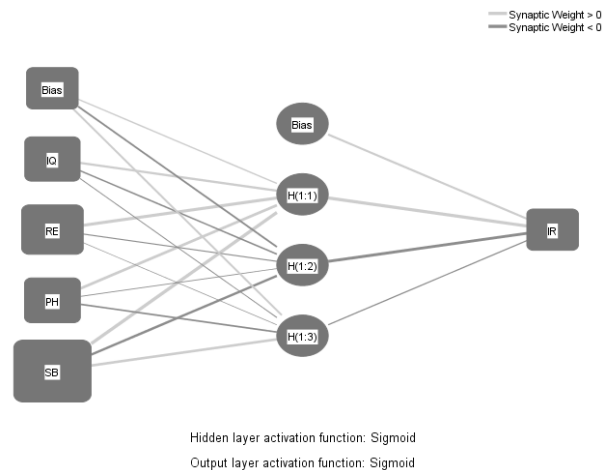 Synaptic Weight > 0
Synaptic Weight < 0
Bias
IQ
RE
PH
SB
Bias
H(1:1)
H(1:2)
H(1:3)
IR
Hidden layer activation function: Sigmoid
Output layer activation function: Sigmoid